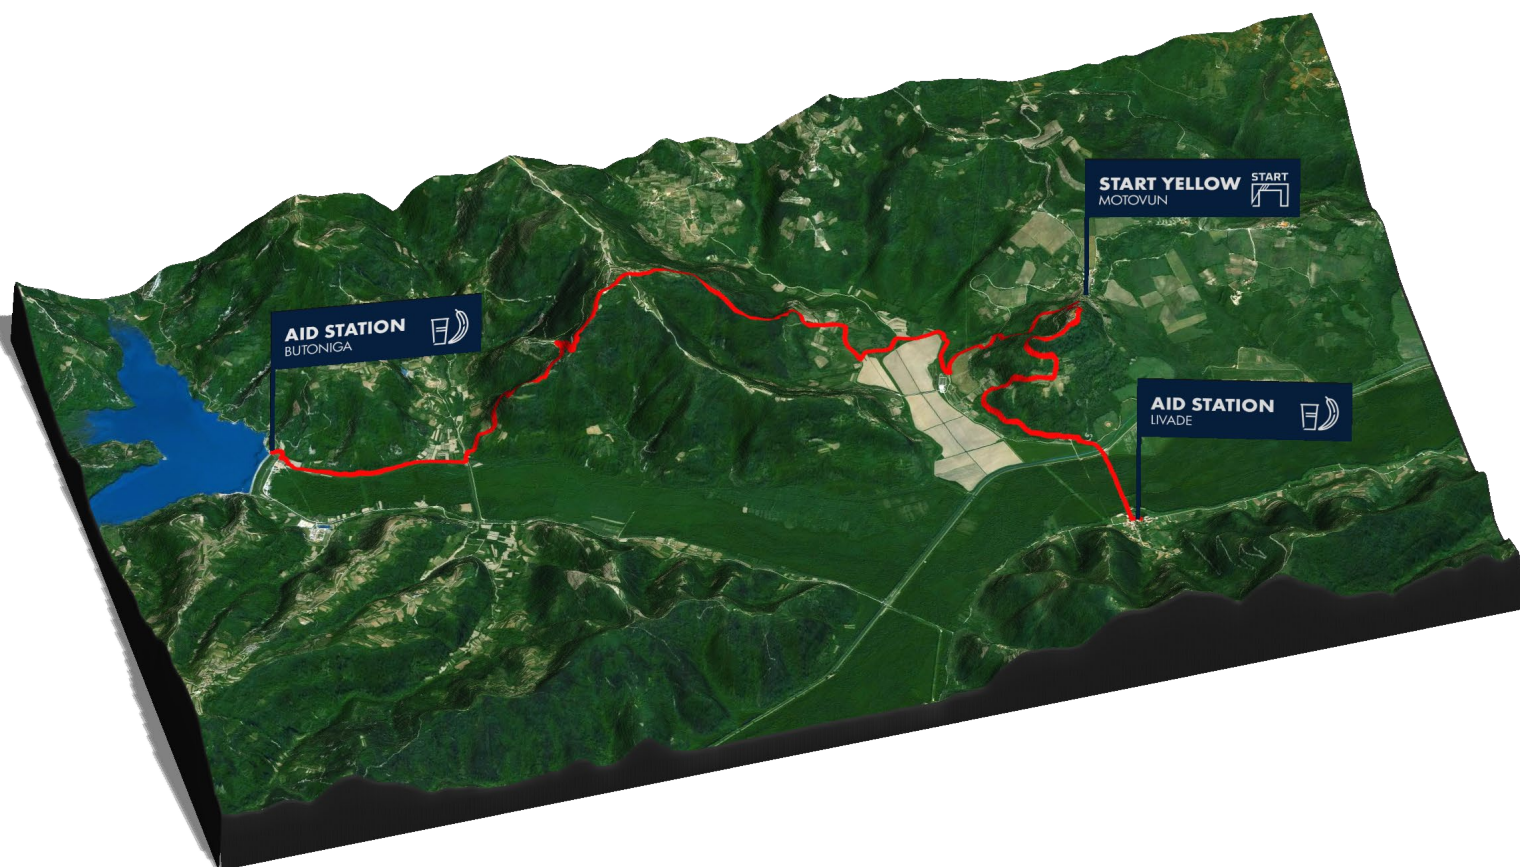 START YELLOW
MOTOVUN
START
AID STATION
BUTONIGA
AID STATION
LIVADE